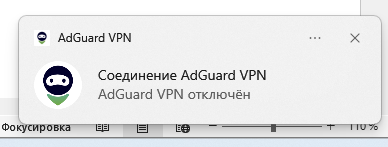 AdGuard VPN
Соединение AdGuard VPN
AdGuard VPN отключён
Фокусировка
110 %